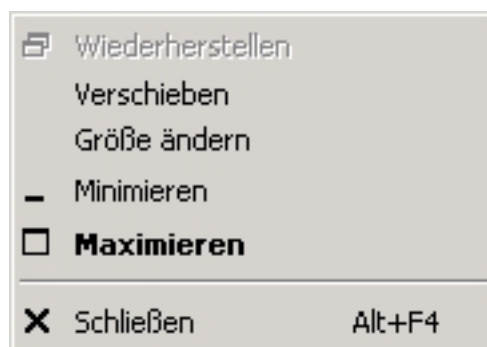 Wiederherstellen
Verschieben
Größe ändern
Minimieren
Maximieren
Schließen Alt+F4